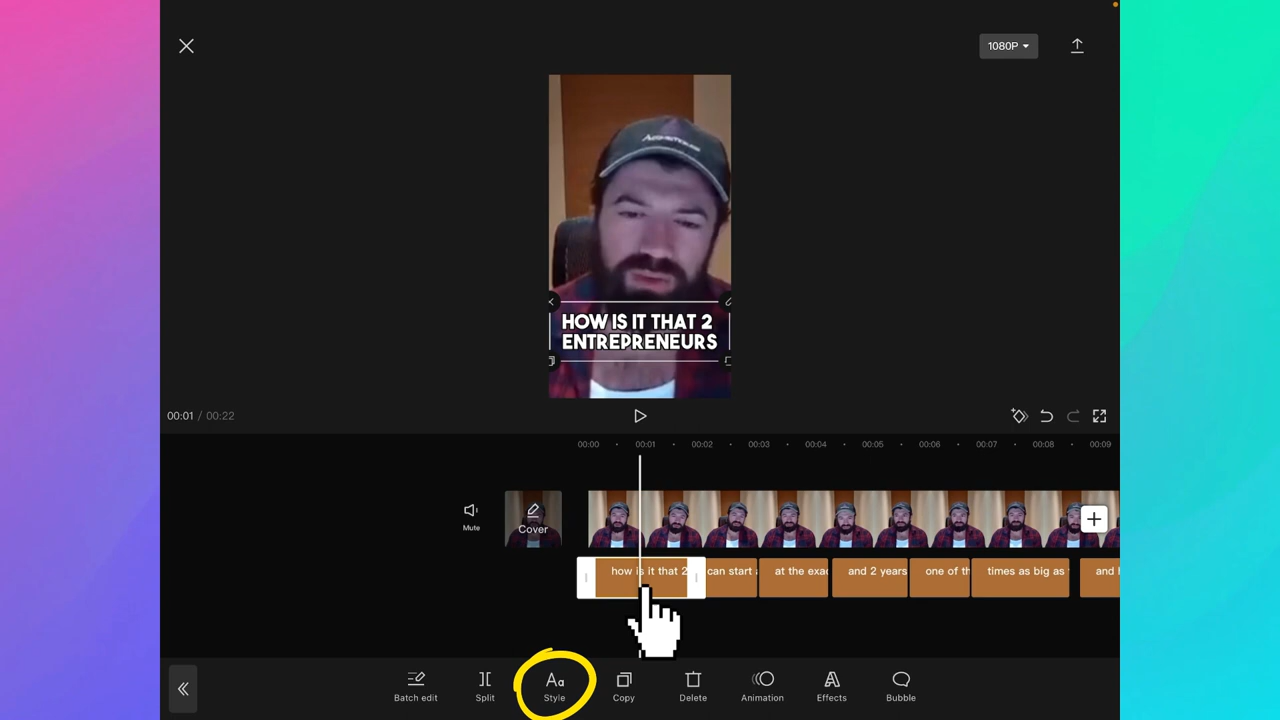 1080P
HOW IS IT THAT 2
ENTREPRENEURS
00:01 / 00:22
00:00 00:01 00:02 00:03 00:04 00:05 00:06 00:07 00:08 00:09
Mute
Cover
how is it that 2
can start
at the exac
and 2 years
one of th
times as big as
and
Batch edit
Split
Aa
Style
Copy
Delete
Animation
Effects
Bubble